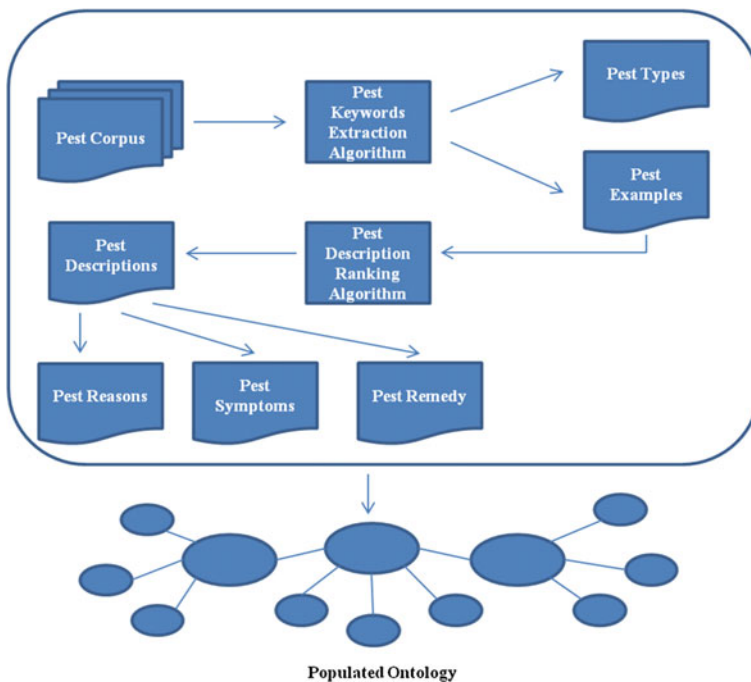 Pest Corpus
Pest
Keywords
Extraction
Algorithm
Pest Types
Pest
Examples
Pest
Descriptions
Pest
Description
Ranking
Algorithm
Pest Reasons
Pest
Symptoms
Pest Remedy
Populated Ontology